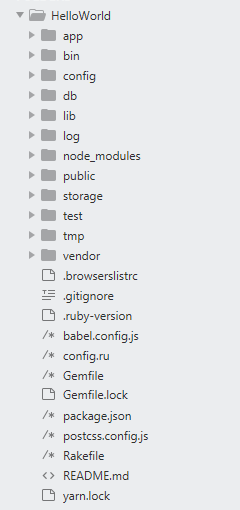 HelloWorld
app
bin
config
db
lib
log
node_modules
public
storage
test
tmp
vendor
.browserslistrc
.gitignore
.ruby-version
babel.config.js
config.ru
Gemfile
Gemfile.lock
package.json
postcss.config.js
Rakefile
README.md
yarn.lock